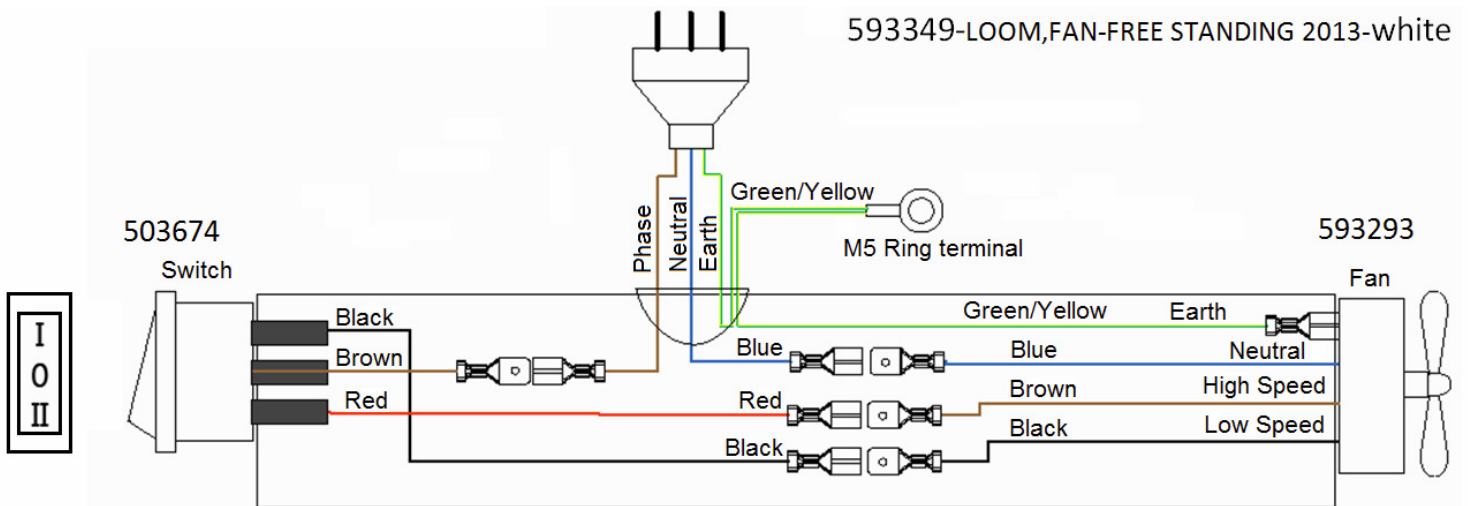 593349-LOOM,FAN-FREE STANDING 2013-white
Green/Yellow
Phase
Neutral
Earth
M5 Ring terminal
503674
Switch
593293
Fan
I
0
II
Black
Brown
Red
Green/Yellow
Earth
Blue
Blue
Neutral
Red
Brown
High Speed
Black
Black
Low Speed